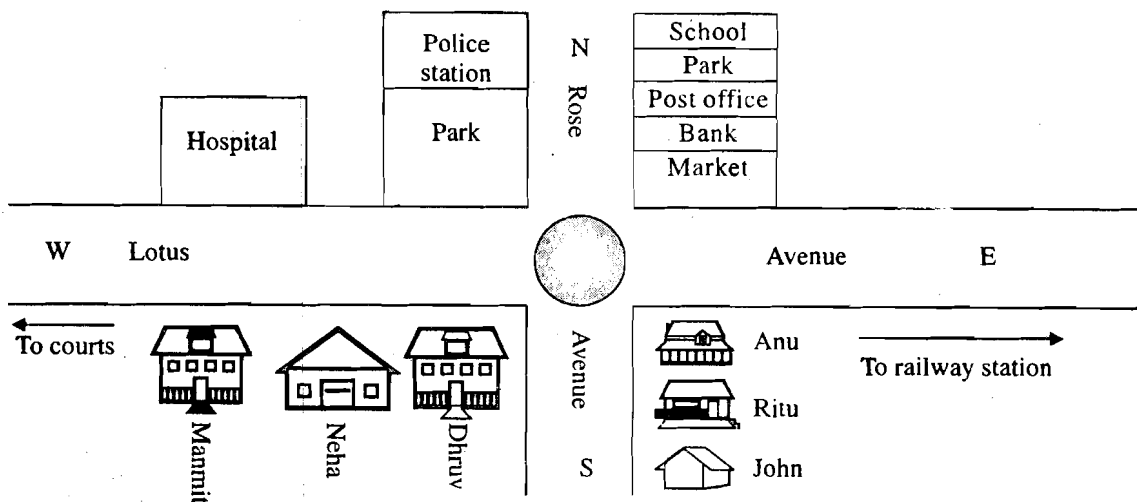 Police
station
Park
Hospital
N
Rose
School
Park
Post office
Bank
Market
W
Lotus
Avenue
E
To courts
Manmit
Neha
Dhruv
Avenue
S
Anu
Ritu
John
To railway station